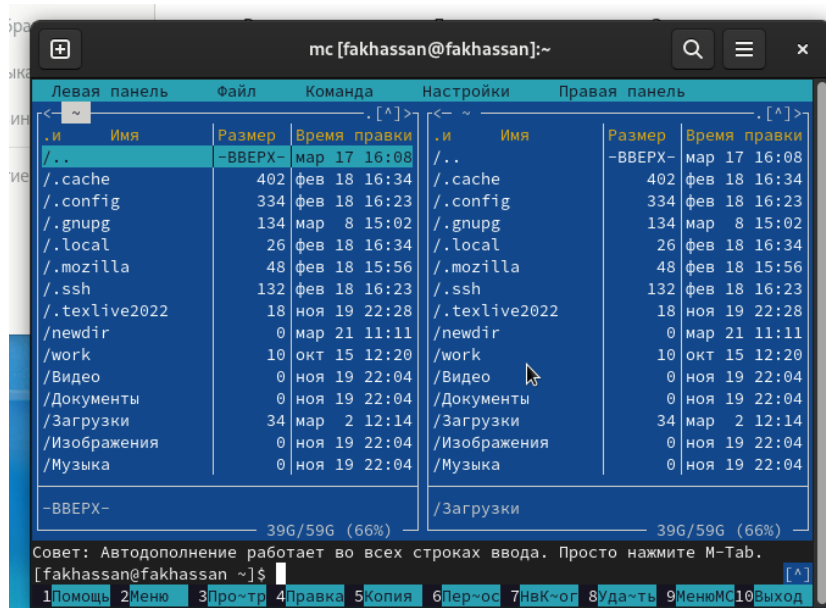 mc [fakhassan@fakhassan]:~
Левая панель Файл Команда Настройки Правая панель
<- ~ .[^]> <- ~ .[^]>
.и Имя Размер Время правки .и Имя Размер Время правки
/.. -ВВЕРХ- мар 17 16:08 /.. -ВВЕРХ- мар 17 16:08
/.cache 402 фев 18 16:34 /.cache 402 фев 18 16:34
/.config 334 фев 18 16:23 /.config 334 фев 18 16:23
/.gnupg 134 мар 8 15:02 /.gnupg 134 мар 8 15:02
/.local 26 фев 18 16:34 /.local 26 фев 18 16:34
/.mozilla 48 фев 18 15:56 /.mozilla 48 фев 18 15:56
/.ssh 132 фев 18 16:23 /.ssh 132 фев 18 16:23
/.texlive2022 18 ноя 19 22:28 /.texlive2022 18 ноя 19 22:28
/newdir 0 мар 21 11:11 /newdir 0 мар 21 11:11
/work 10 окт 15 12:20 /work 10 окт 15 12:20
/Видео 0 ноя 19 22:04 /Видео 0 ноя 19 22:04
/Документы 0 ноя 19 22:04 /Документы 0 ноя 19 22:04
/Загрузки 34 мар 2 12:14 /Загрузки 34 мар 2 12:14
/Изображения 0 ноя 19 22:04 /Изображения 0 ноя 19 22:04
/Музыка 0 ноя 19 22:04 /Музыка 0 ноя 19 22:04
-ВВЕРХ- /Загрузки
39G/59G (66%) 39G/59G (66%)
Совет: Автодополнение работает во всех строках ввода. Просто нажмите M-Tab.
[fakhassan@fakhassan ~]$ [^]
1Помощь 2Меню 3Про~тр 4Правка 5Копия 6Пер~ос 7НвК~ог 8Уда~ть 9МенюMC 10Выход